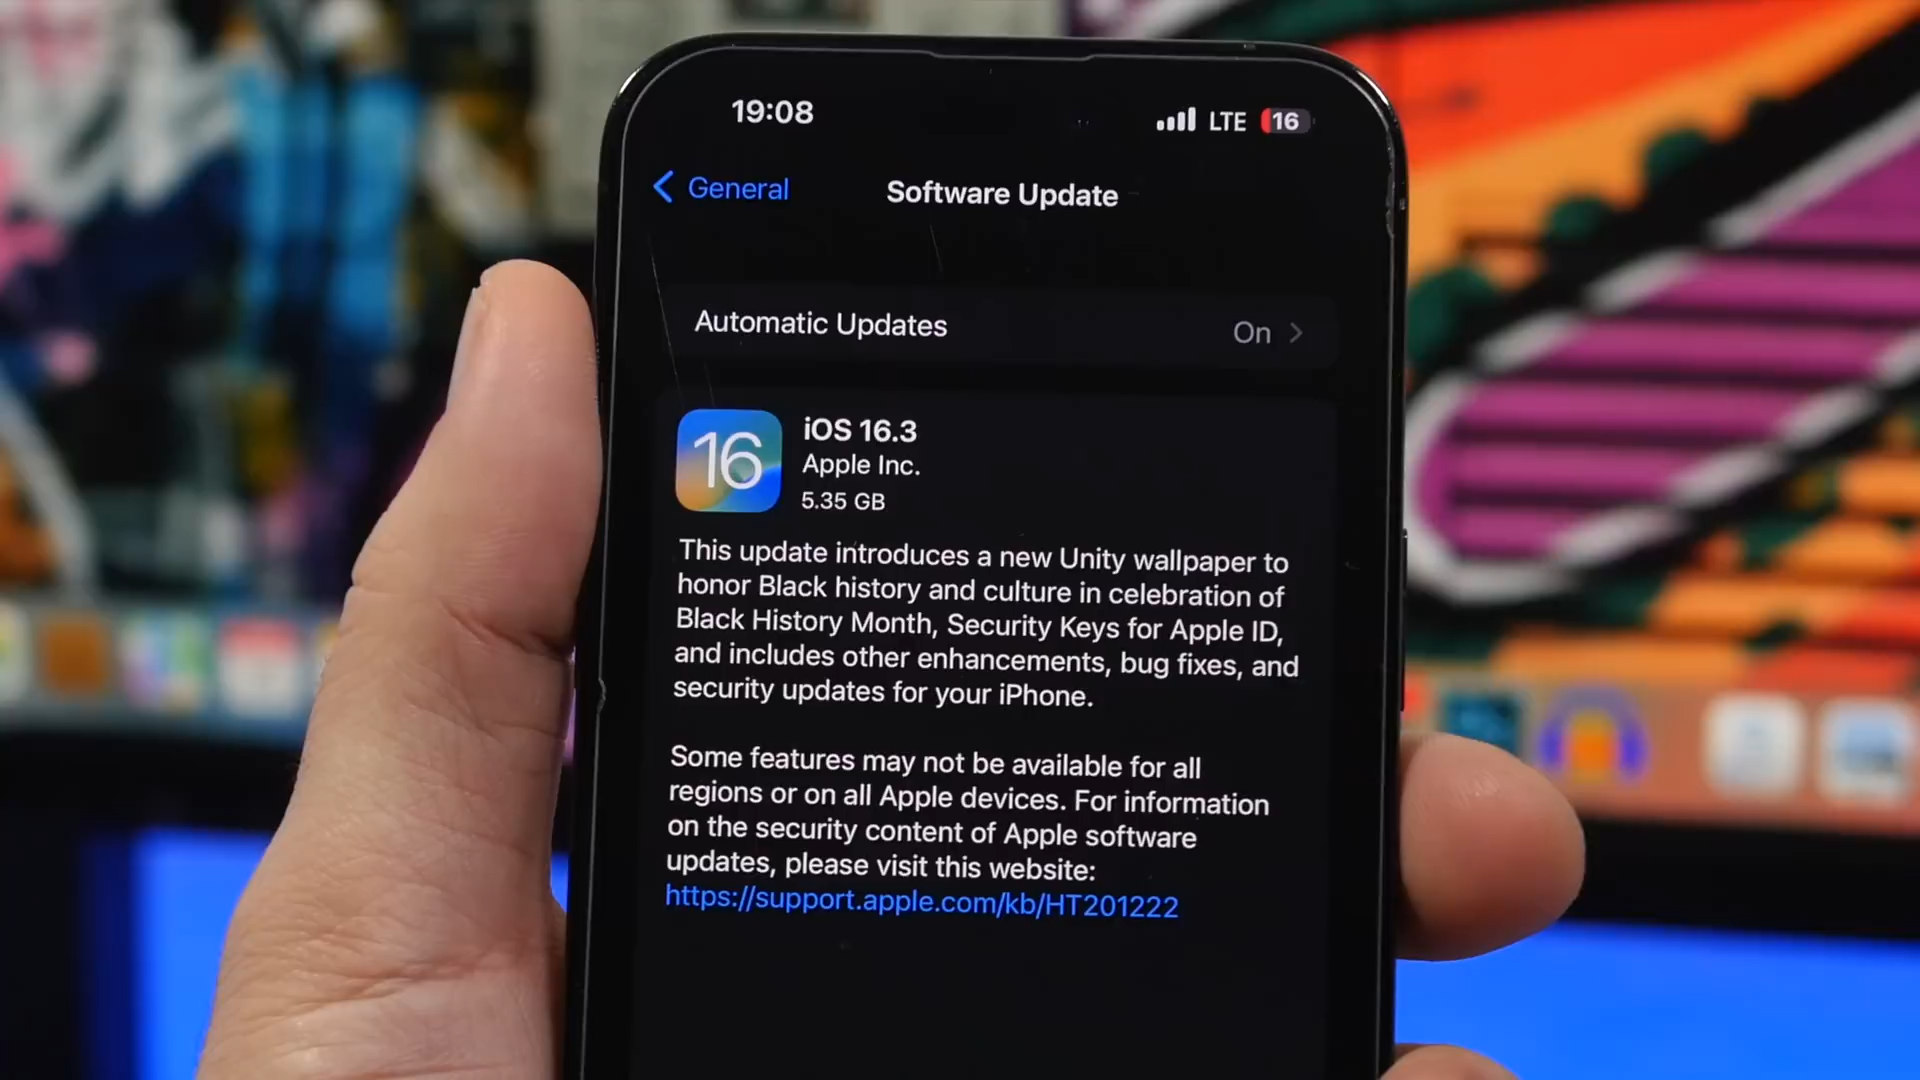 19:08
LTE 16
General
Software Update
Automatic Updates
On
16
iOS 16.3
Apple Inc.
5.35 GB
This update introduces a new Unity wallpaper to
honor Black history and culture in celebration of
Black History Month, Security Keys for Apple ID,
and includes other enhancements, bug fixes, and
security updates for your iPhone.
Some features may not be available for all
regions or on all Apple devices. For information
on the security content of Apple software
updates, please visit this website:
https://support.apple.com/kb/HT201222